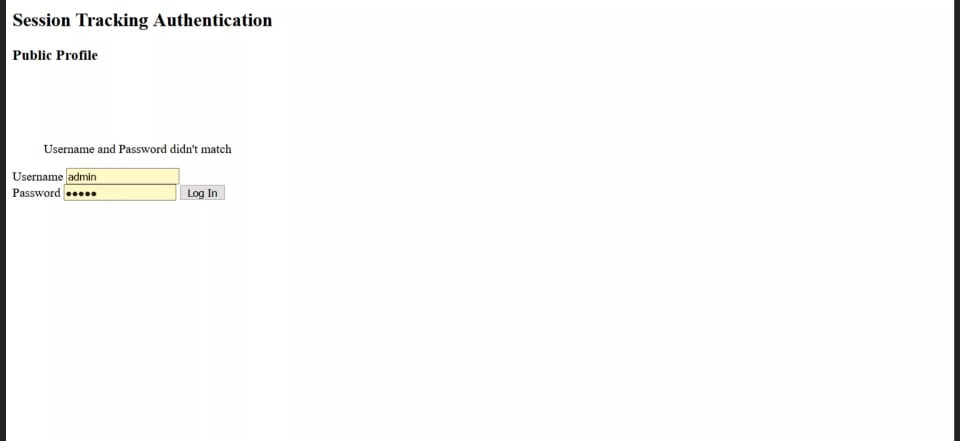 Session Tracking Authentication
Public Profile
Username and Password didn't match
Username admin
Password •••••  Log In